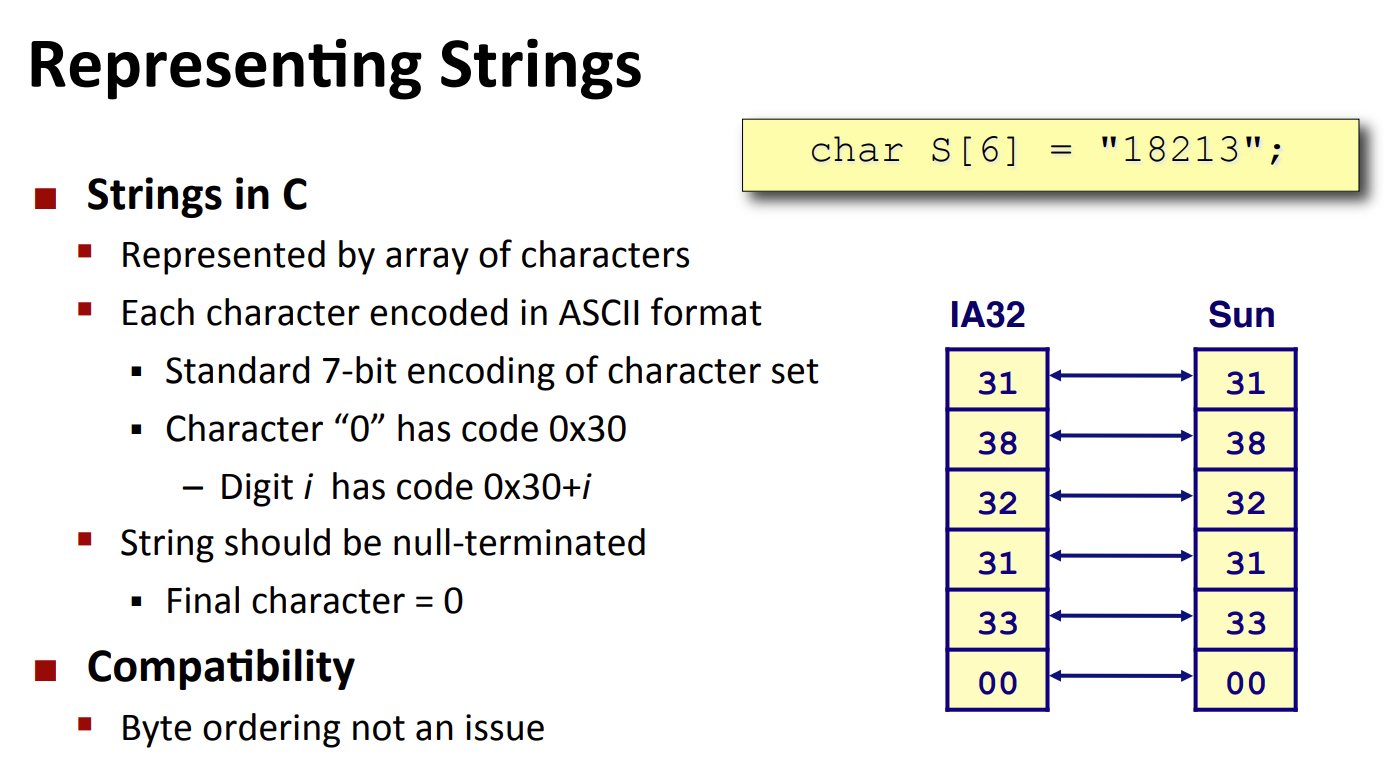 Representing Strings
char S[6] = "18213";
■ Strings in C
▪ Represented by array of characters
▪ Each character encoded in ASCII format
▪ Standard 7-bit encoding of character set
▪ Character “0” has code 0x30
– Digit i has code 0x30+i
▪ String should be null-terminated
▪ Final character = 0
■ Compatibility
▪ Byte ordering not an issue
IA32 Sun
31 31
38 38
32 32
31 31
33 33
00 00